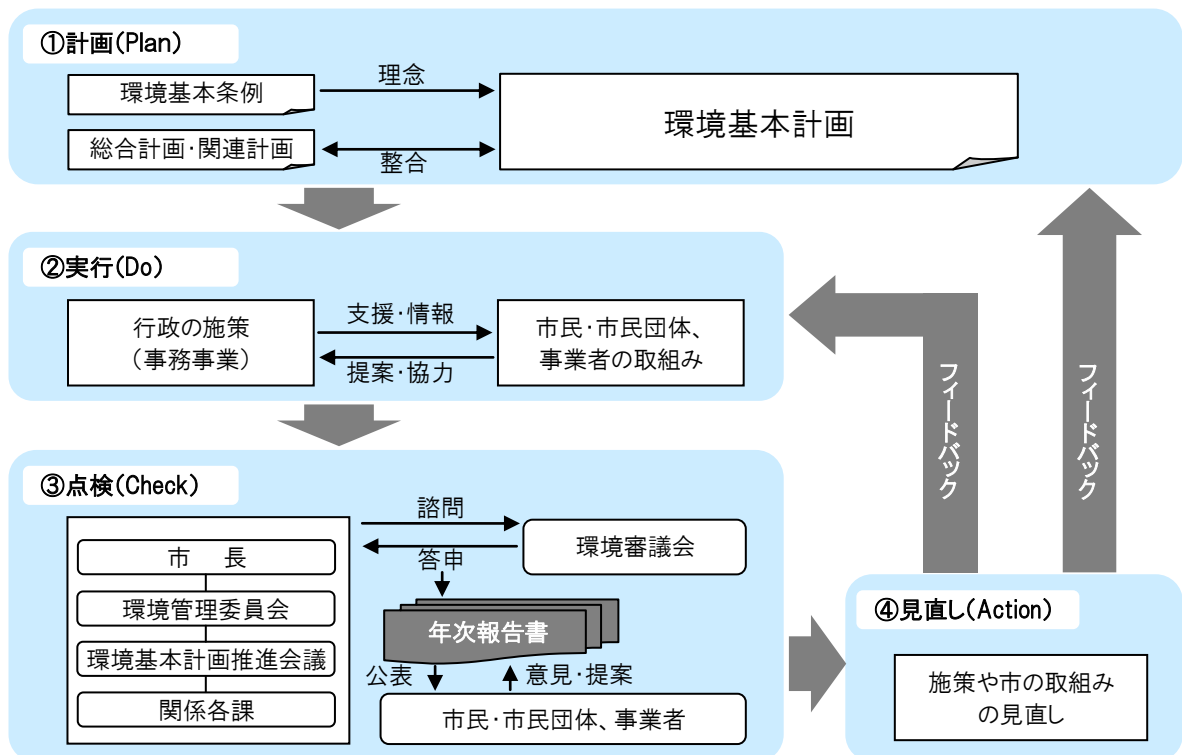 ①計画(Plan)
環境基本条例
理念
環境基本計画
総合計画・関連計画
整合
②実行(Do)
行政の施策
(事務事業)
支援・情報
提案・協力
市民・市民団体、
事業者の取組み
フィードバック
フィードバック
③点検(Check)
市　長
環境管理委員会
環境基本計画推進会議
関係各課
諮問
答申
環境審議会
年次報告書
公表
意見・提案
市民・市民団体、事業者
④見直し(Action)
施策や市の取組み
の見直し